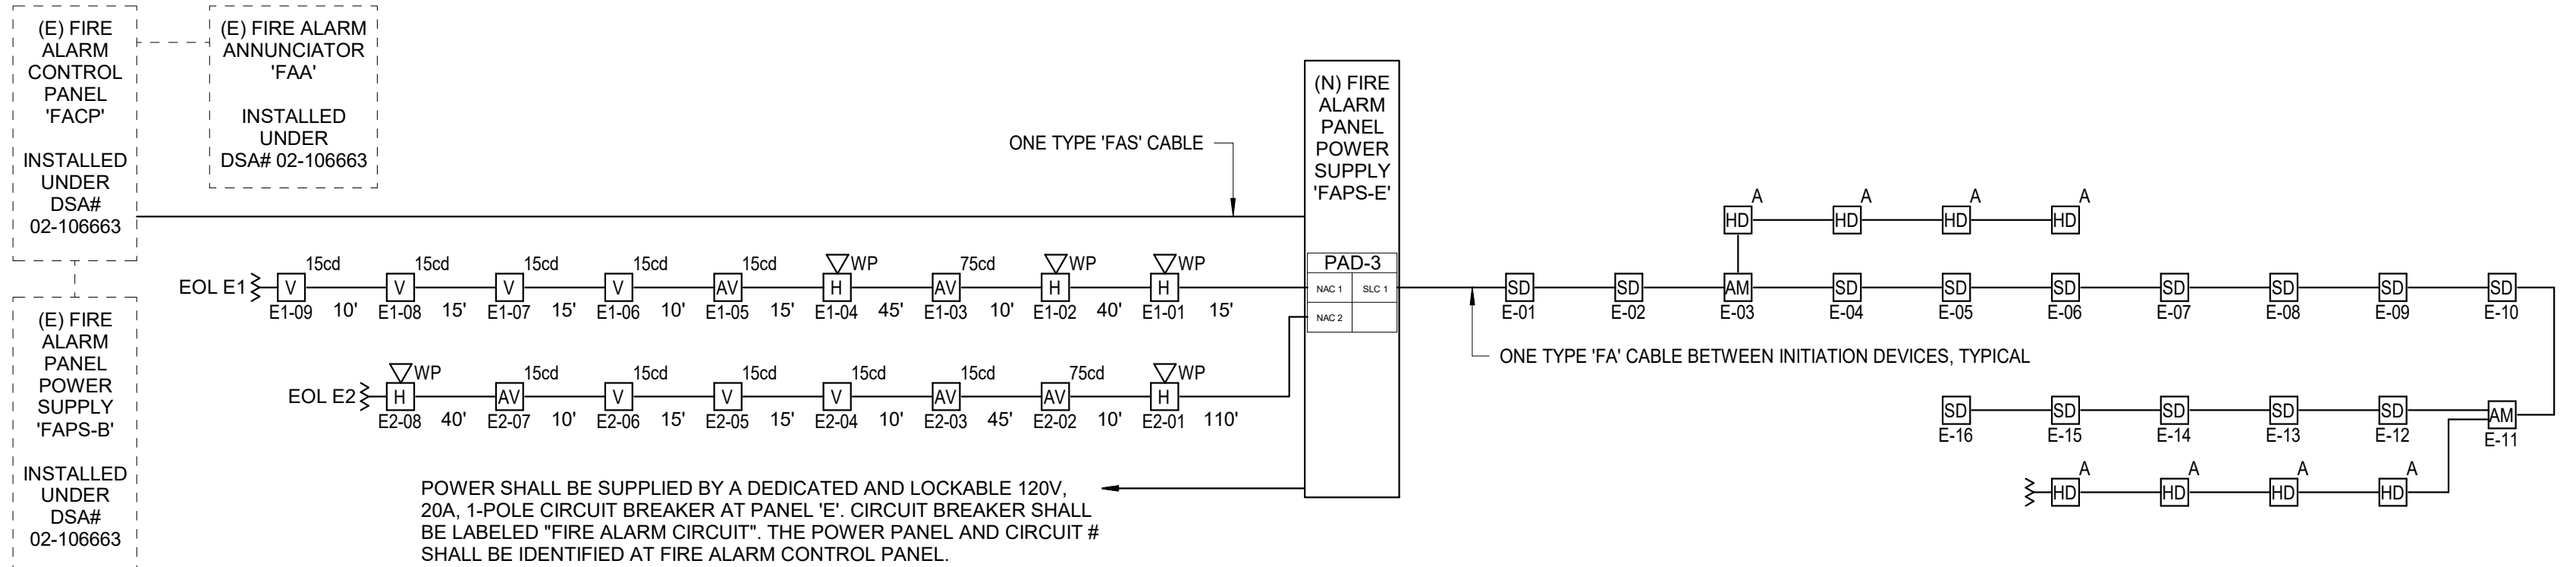 (E) FIRE
ALARM
CONTROL
PANEL
'FACP'
INSTALLED
UNDER
DSA#
02-106663
(E) FIRE ALARM
ANNUNCIATOR
'FAA'
INSTALLED
UNDER
DSA# 02-106663
(E) FIRE
ALARM
PANEL
POWER
SUPPLY
'FAPS-B'
INSTALLED
UNDER
DSA#
02-106663
ONE TYPE 'FAS' CABLE
(N) FIRE
ALARM
PANEL
POWER
SUPPLY
'FAPS-E'
PAD-3
NAC 1 SLC 1
NAC 2
15cd 15cd 15cd 15cd 15cd WP 75cd WP WP
EOL E1 V V V V AV H AV H H
E1-09 10' E1-08 15' E1-07 15' E1-06 10' E1-05 15' E1-04 45' E1-03 10' E1-02 40' E1-01 15'
WP 15cd 15cd 15cd 15cd 15cd 75cd WP
EOL E2 H AV V V V AV AV H
E2-08 40' E2-07 10' E2-06 15' E2-05 15' E2-04 10' E2-03 45' E2-02 10' E2-01 110'
POWER SHALL BE SUPPLIED BY A DEDICATED AND LOCKABLE 120V,
20A, 1-POLE CIRCUIT BREAKER AT PANEL 'E'. CIRCUIT BREAKER SHALL
BE LABELED "FIRE ALARM CIRCUIT". THE POWER PANEL AND CIRCUIT #
SHALL BE IDENTIFIED AT FIRE ALARM CONTROL PANEL.
A A A A
HD HD HD HD
SD SD AM SD SD SD SD SD SD SD
E-01 E-02 E-03 E-04 E-05 E-06 E-07 E-08 E-09 E-10
ONE TYPE 'FA' CABLE BETWEEN INITIATION DEVICES, TYPICAL
SD SD SD SD SD AM
E-16 E-15 E-14 E-13 E-12 E-11
A A A A
HD HD HD HD